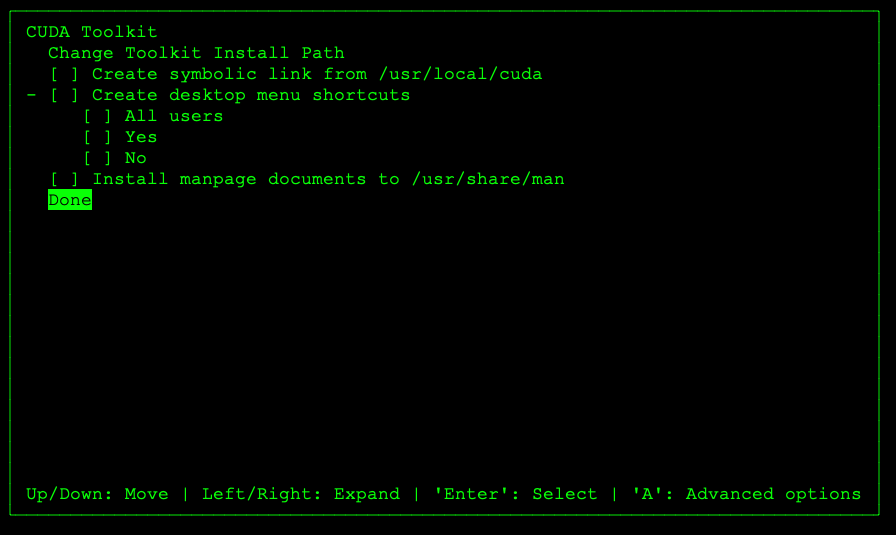 CUDA Toolkit
Change Toolkit Install Path
[ ] Create symbolic link from /usr/local/cuda
- [ ] Create desktop menu shortcuts
[ ] All users
[ ] Yes
[ ] No
[ ] Install manpage documents to /usr/share/man
Done
Up/Down: Move | Left/Right: Expand | 'Enter': Select | 'A': Advanced options